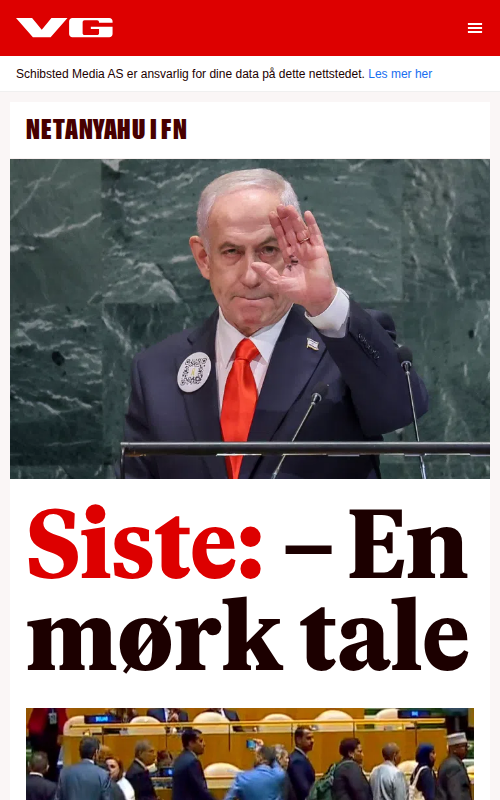 VG
Schibsted Media AS er ansvarlig for dine data på dette nettstedet. Les mer her
NETANYAHU I FN
Siste: – En
mørk tale